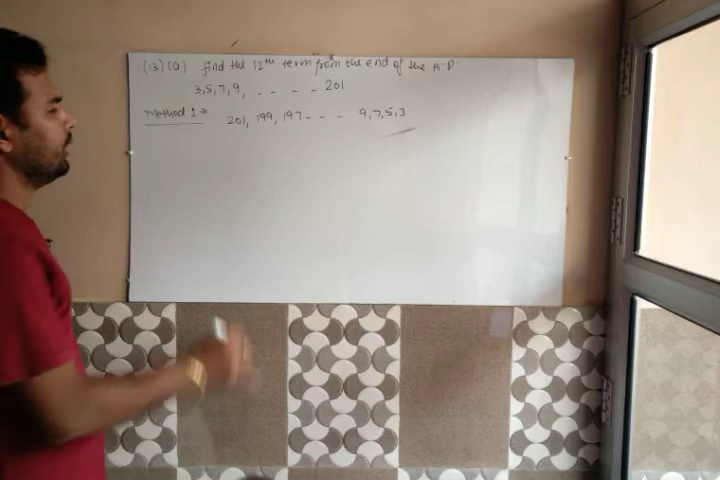 (13) (a) find the 12th term from the end of the A.P.
3,5,7,9, - - - - 201
Method 1 →
201, 199, 197 - - - 9,7,5,3